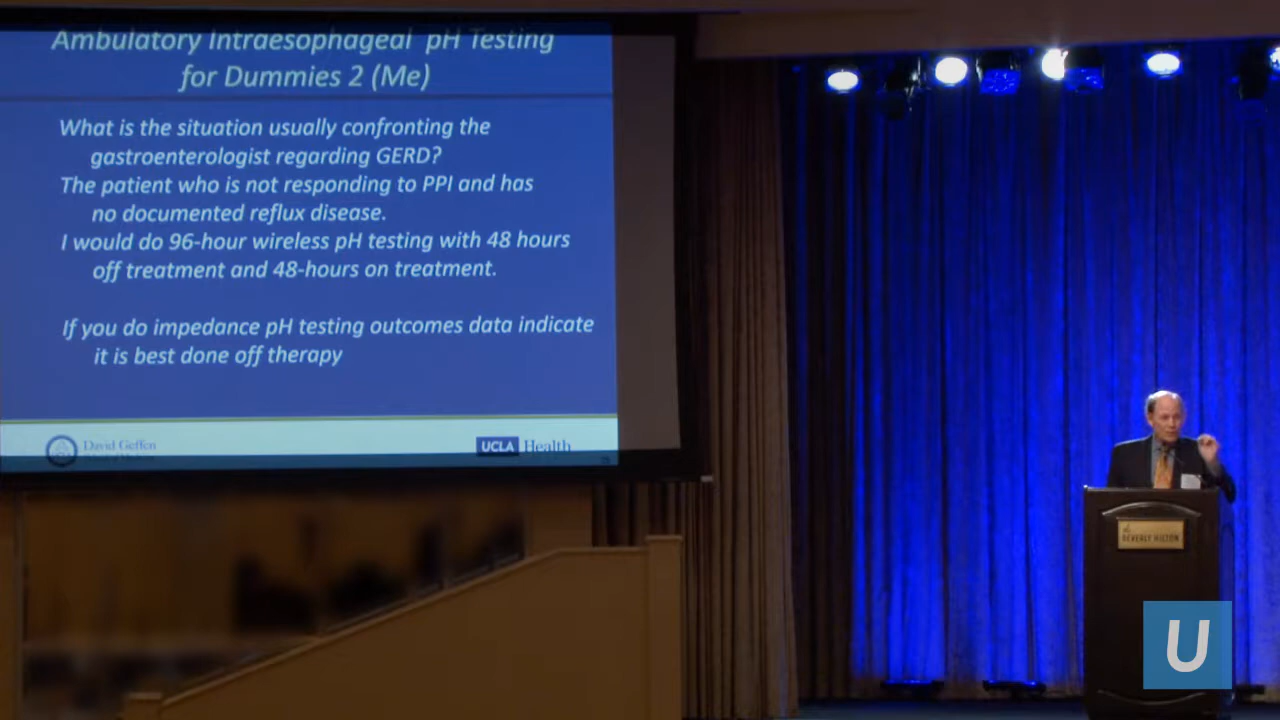 Ambulatory Intraesophageal pH Testing
for Dummies 2 (Me)
What is the situation usually confronting the
gastroenterologist regarding GERD?
The patient who is not responding to PPI and has
no documented reflux disease.
I would do 96-hour wireless pH testing with 48 hours
off treatment and 48-hours on treatment.
If you do impedance pH testing outcomes data indicate
it is best done off therapy
David Geffen
UCLA Health
BEVERLY HILTON
U